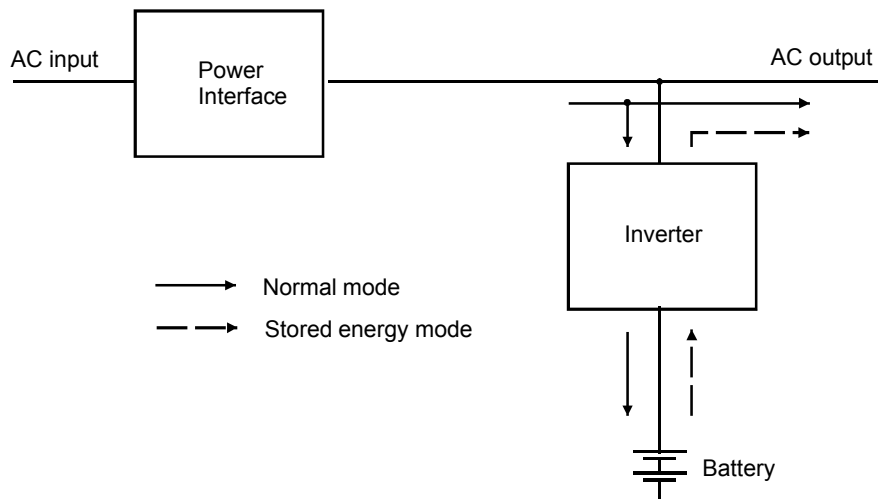 AC input
Power
Interface
AC output
Inverter
Normal mode
Stored energy mode
Battery